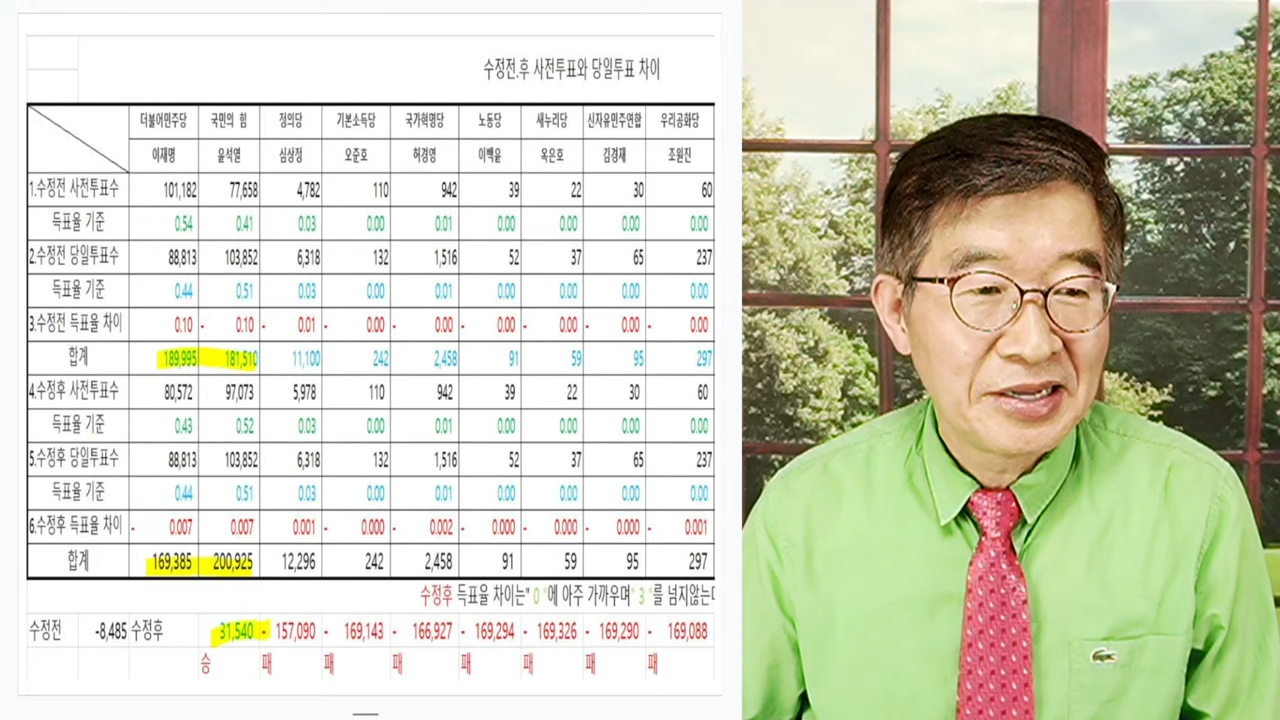 수정전.후 사전투표와 당일투표 차이
더불어민주당 국민의 힘 정의당 기본소득당 국가혁명당 노동당 새누리당 신자유민주연합 우리공화당
이재명 윤석열 심상정 오준호 허경영 이백윤 옥은호 김경재 조원진
1.수정전 사전투표수 101,182 77,658 4,782 110 942 39 22 30 60
득표율 기준 0.54 0.41 0.03 0.00 0.01 0.00 0.00 0.00 0.00
2.수정전 당일투표수 88,813 103,852 6,318 132 1,516 52 37 65 237
득표율 기준 0.44 0.51 0.03 0.00 0.01 0.00 0.00 0.00 0.00
3.수정전 득표율 차이 0.10 - 0.10 - 0.01 - 0.00 - 0.00 - 0.00 - 0.00 - 0.00 - 0.00
합계 189,995 181,510 11,100 242 2,458 91 59 95 297
4.수정후 사전투표수 80,572 97,073 5,978 110 942 39 22 30 60
득표율 기준 0.43 0.52 0.03 0.00 0.01 0.00 0.00 0.00 0.00
5.수정후 당일투표수 88,813 103,852 6,318 132 1,516 52 37 65 237
득표율 기준 0.44 0.51 0.03 0.00 0.01 0.00 0.00 0.00 0.00
6.수정후 득표율 차이 - 0.007 0.007 0.001 - 0.000 - 0.002 - 0.000 - 0.000 - 0.000 - 0.001
합계 169,385 200,925 12,296 242 2,458 91 59 95 297
수정후 득표율 차이는" 0 "에 아주 가까우며" 3 "를 넘지않는
수정전 -8,485 수정후 31,540 - 157,090 - 169,143 - 166,927 - 169,294 - 169,326 - 169,290 - 169,088
승 패 패 패 패 패 패 패